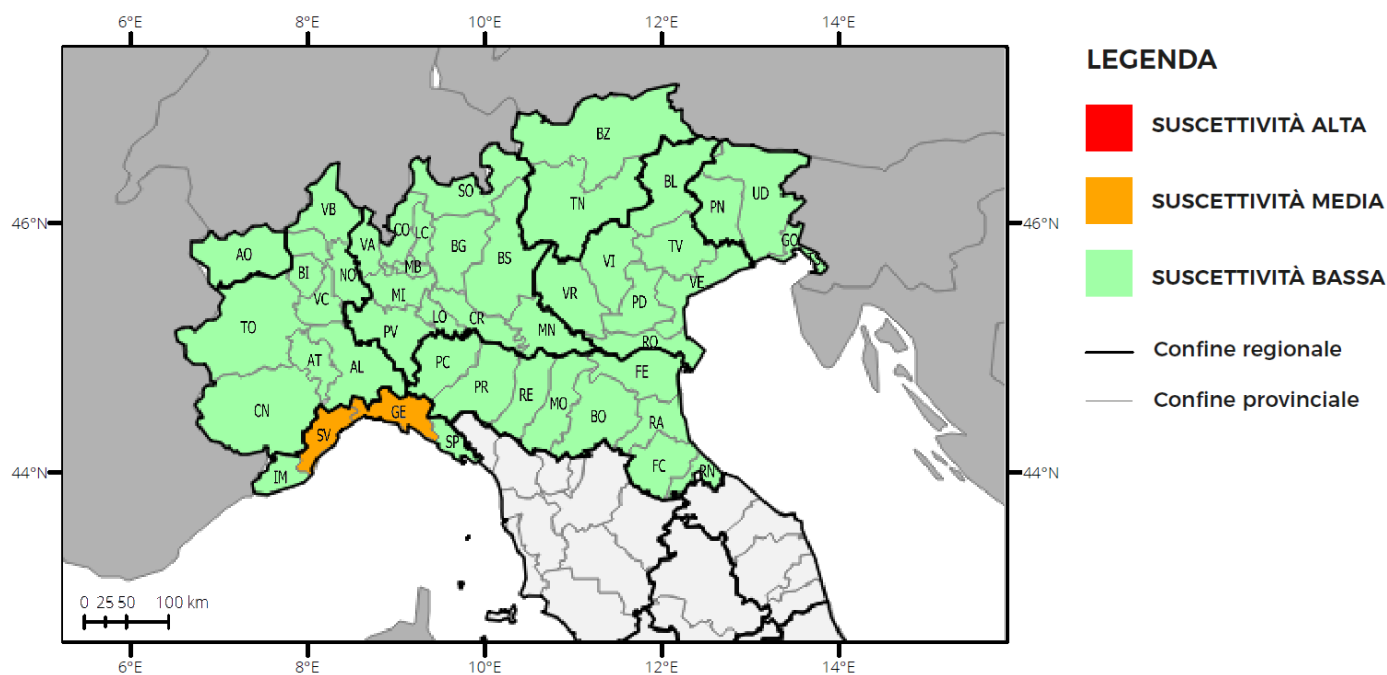 6°E 8°E 10°E 12°E 14°E
LEGENDA
SUSCETTIVITÀ ALTA
SUSCETTIVITÀ MEDIA
SUSCETTIVITÀ BASSA
Confine regionale
Confine provinciale
BZ
SO TN BL PN UD
VB
46°N 46°N
AO VA CO LC BG BS VI TV GO
BI NO MB VE
VC MI VR PD
TO PV LO CR MN RO
AT AL PC PR RE MO FE
CN SV GE BO RA
IM SP FC RN
44°N 44°N
0 25 50 100 km
6°E 8°E 10°E 12°E 14°E